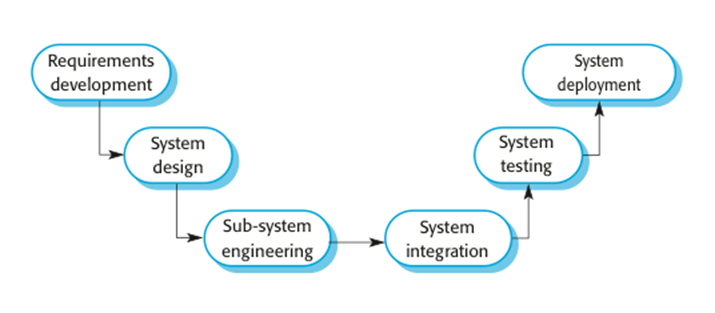 Requirements
development
System
design
Sub-system
engineering
System
integration
System
testing
System
deployment